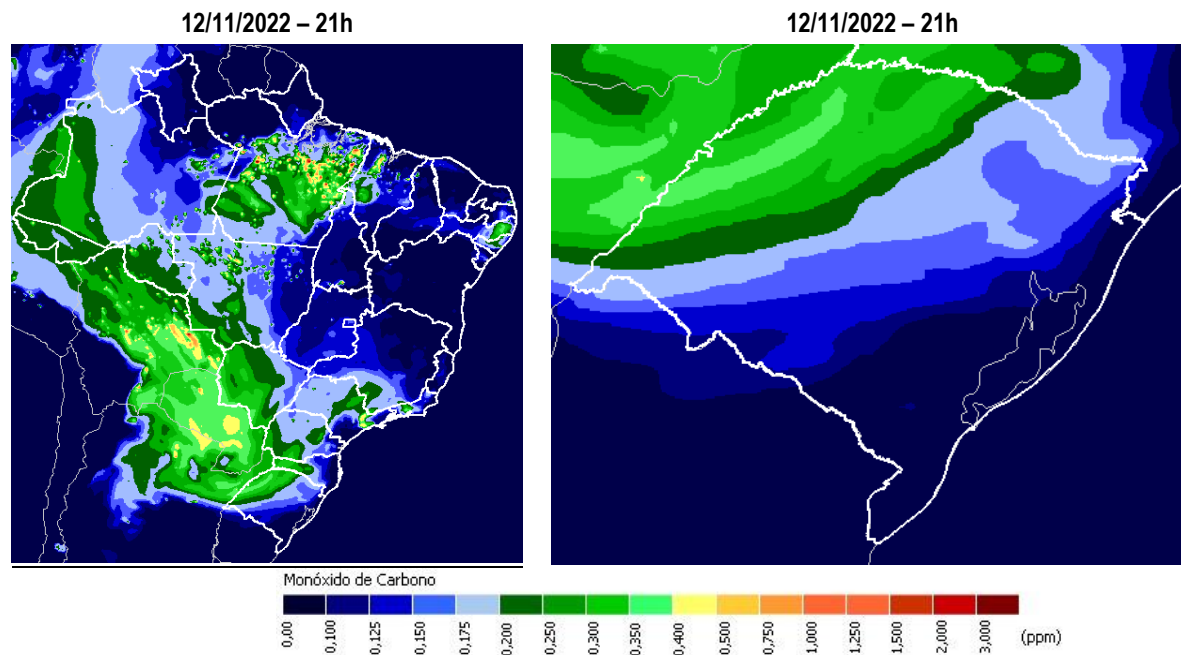 12/11/2022 – 21h
12/11/2022 – 21h
Monóxido de Carbono
0,00 0,100 0,125 0,150 0,175 0,200 0,250 0,300 0,350 0,400 0,500 0,750 1,000 1,250 1,500 2,000 3,000 (ppm)